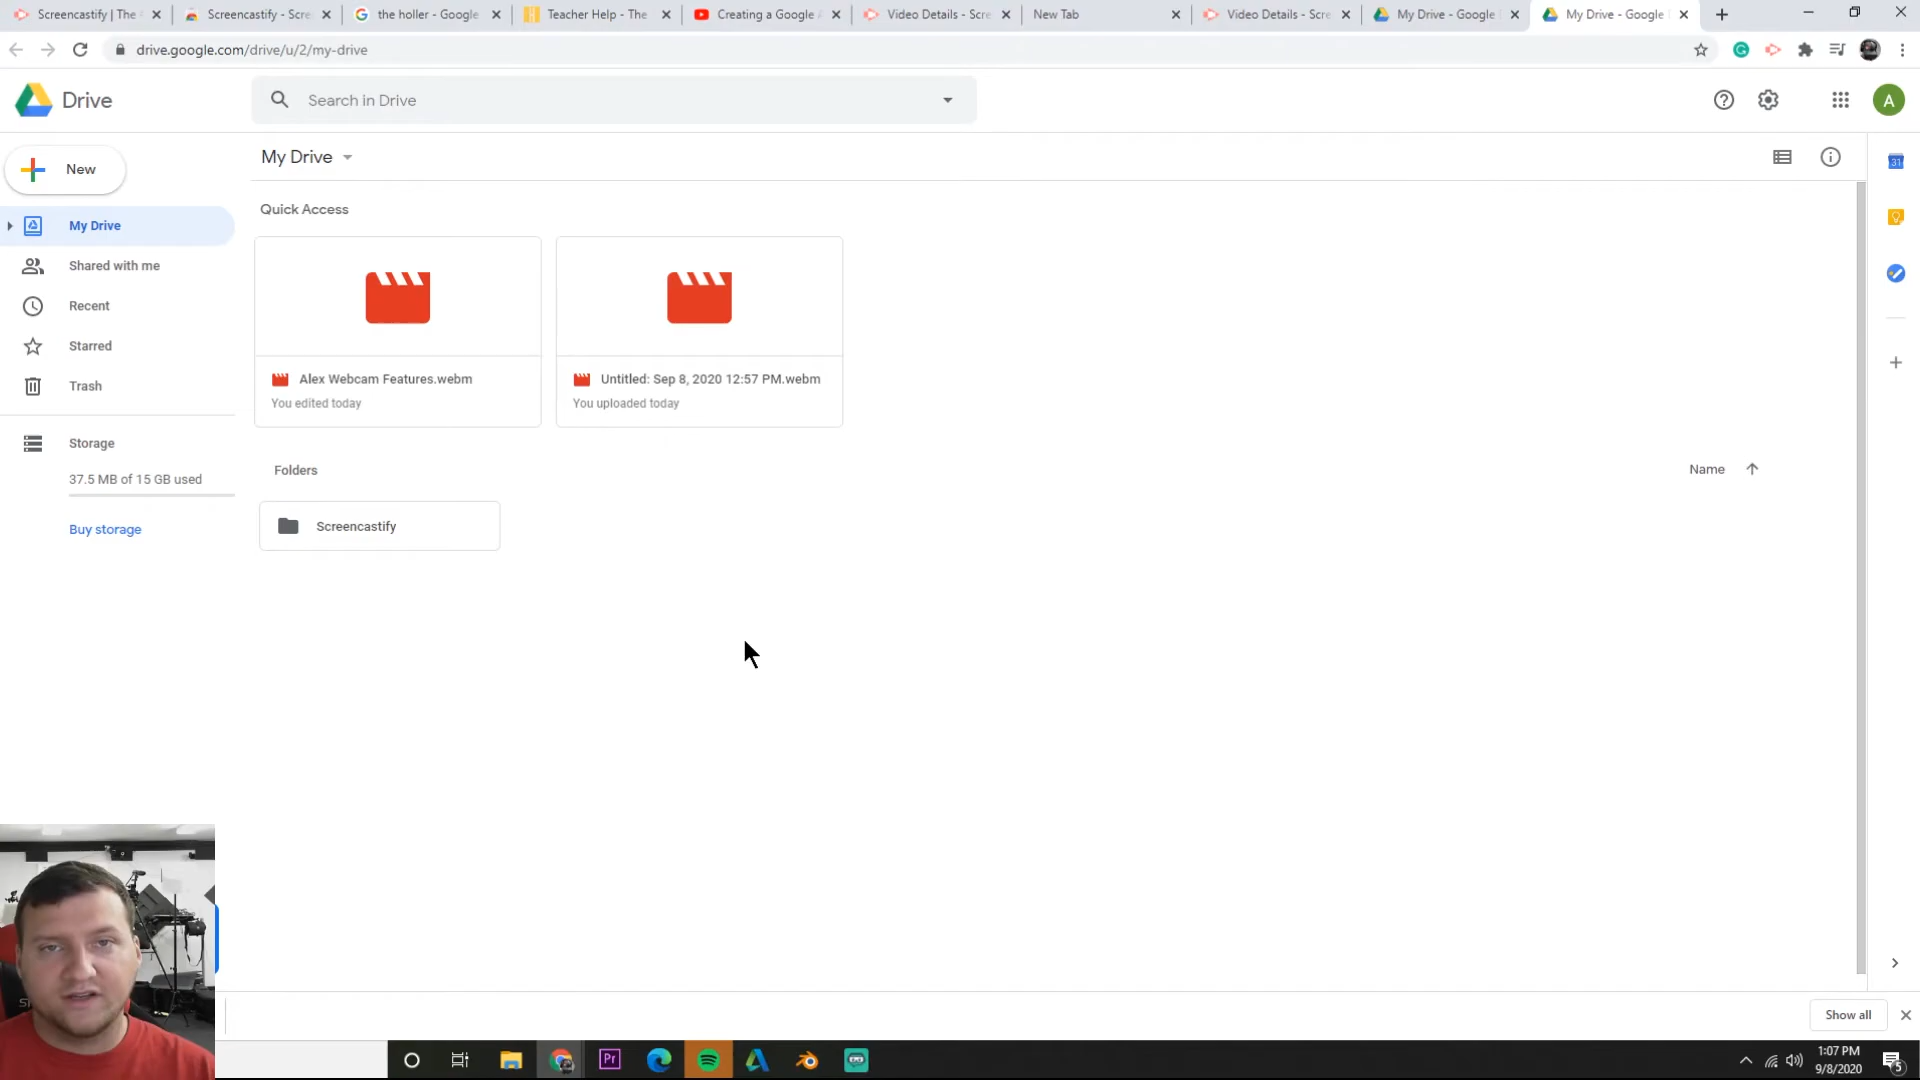 Screencastify | The
Screencastify - Scre
the holler - Google
Teacher Help - The
Creating a Google
Video Details - Scre
New Tab
Video Details - Scre
My Drive - Google
My Drive - Google
drive.google.com/drive/u/2/my-drive
Drive
Search in Drive
A
New
My Drive
31
Quick Access
My Drive
Shared with me
Recent
Starred
Trash
Alex Webcam Features.webm
You edited today
Untitled: Sep 8, 2020 12:57 PM.webm
You uploaded today
Storage
37.5 MB of 15 GB used
Buy storage
Folders
Name
Screencastify
Show all
Pr
1:07 PM
9/8/2020
5